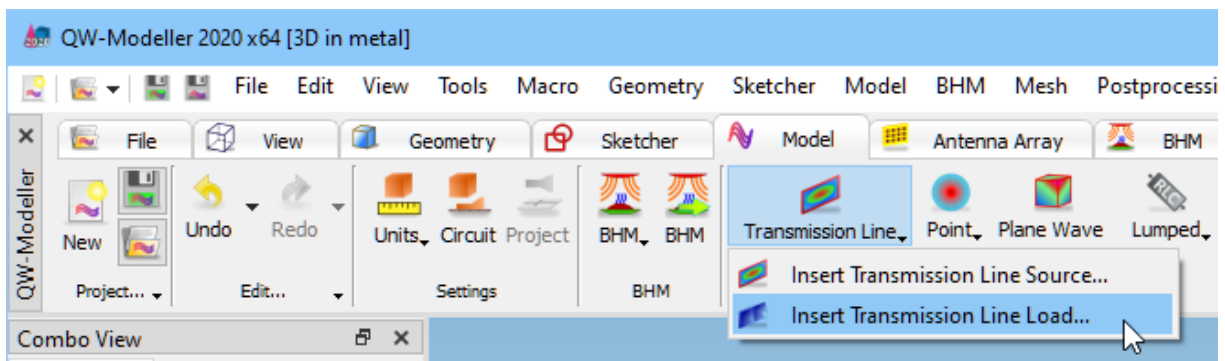 QW-Modeller 2020 x64 [3D in metal]
File Edit View Tools Macro Geometry Sketcher Model BHM Mesh Postprocessi
File View Geometry Sketcher Model Antenna Array BHM
QW-Modeller
New Undo Redo Units Circuit Project BHM BHM Transmission Line Point Plane Wave Lumped
Project... Edit... Settings BHM
Insert Transmission Line Source...
Insert Transmission Line Load...
Combo View